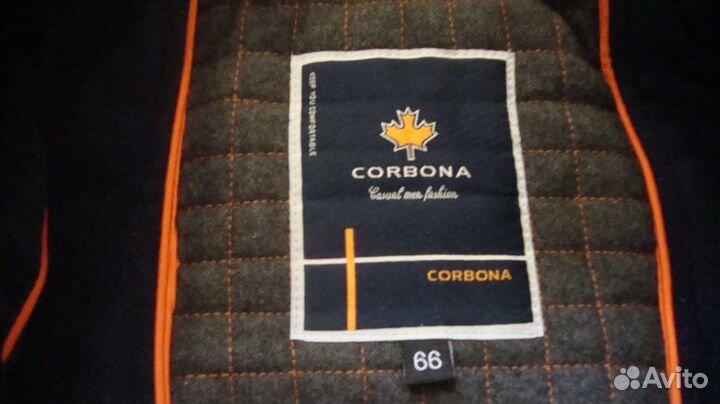 KEEP YOU COMFORTABLE
CORBONA
Casual men fashion
CORBONA
66
Avito